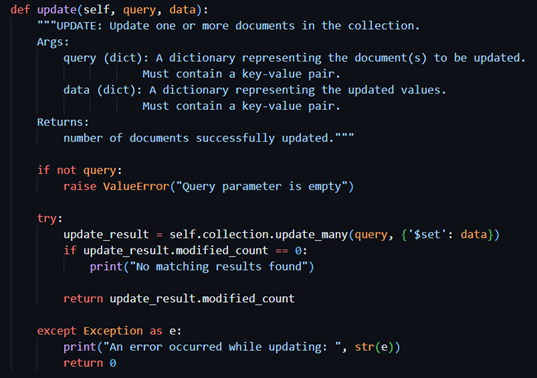 def update(self, query, data):
    """UPDATE: Update one or more documents in the collection.
    Args:
        query (dict): A dictionary representing the document(s) to be updated.
                    Must contain a key-value pair.
        data (dict): A dictionary representing the updated values.
                    Must contain a key-value pair.
    Returns:
        number of documents successfully updated."""

    if not query:
        raise ValueError("Query parameter is empty")

    try:
        update_result = self.collection.update_many(query, {'$set': data})
        if update_result.modified_count == 0:
            print("No matching results found")

        return update_result.modified_count

    except Exception as e:
        print("An error occurred while updating: ", str(e))
        return 0